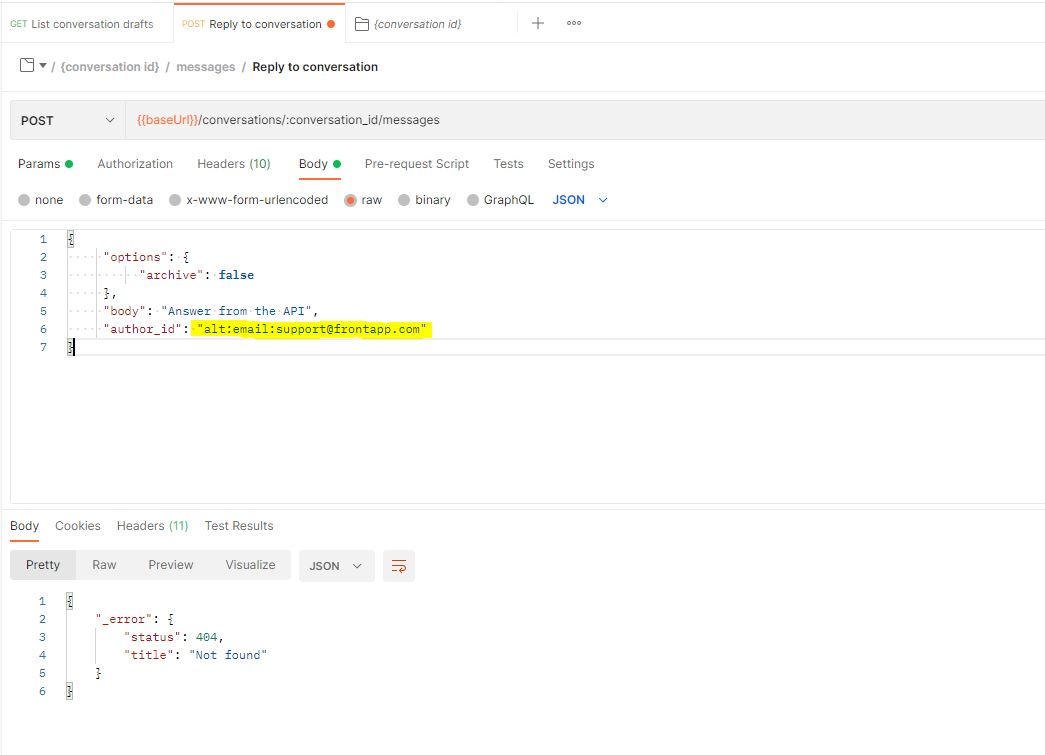 GET List conversation drafts POST Reply to conversation {conversation id} + ooo
/ {conversation id} / messages / Reply to conversation
POST {{baseUrl}}/conversations/:conversation_id/messages
Params Authorization Headers (10) Body Pre-request Script Tests Settings
none form-data x-www-form-urlencoded raw binary GraphQL JSON
1 {
2 "options": {
3 "archive": false
4 },
5 "body": "Answer from the API",
6 "author_id": "alt:email:support@frontapp.com"
7 }
Body Cookies Headers (11) Test Results
Pretty Raw Preview Visualize JSON
1 {
2 "_error": {
3 "status": 404,
4 "title": "Not found"
5 }
6 }